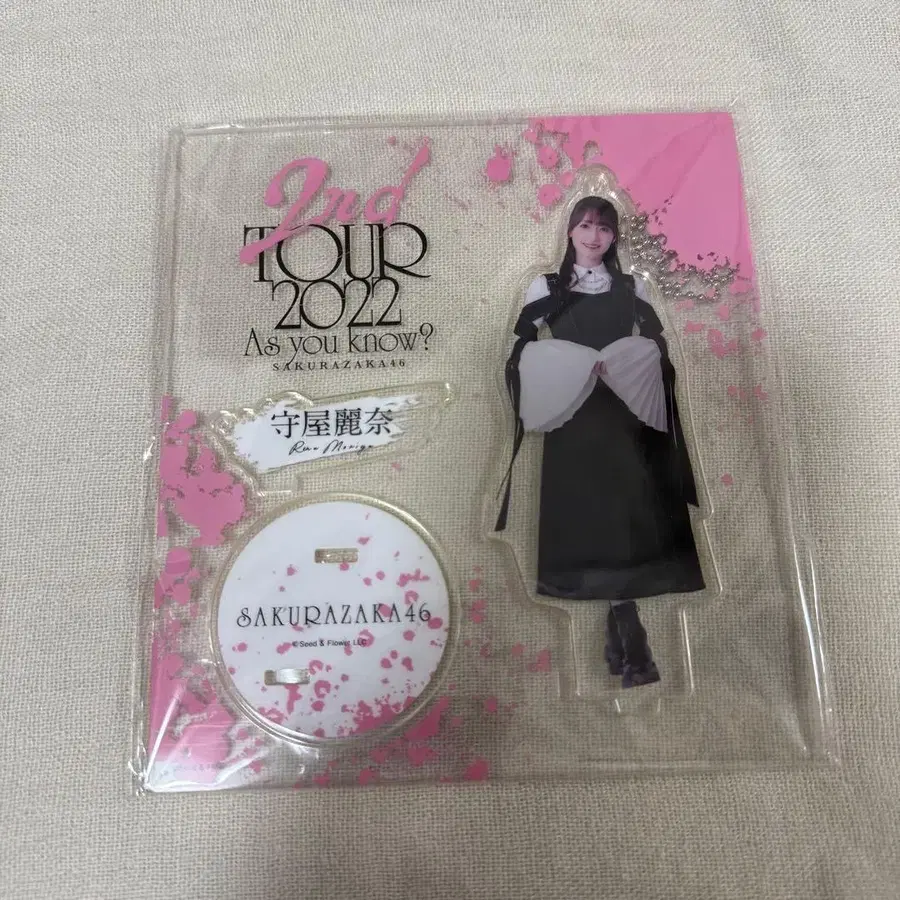 2nd
TOUR
2022
As you know?
SAKURAZAKA46
守屋麗奈
Rena Moriya
SAKURAZAKA46
©Seed & Flower LLC